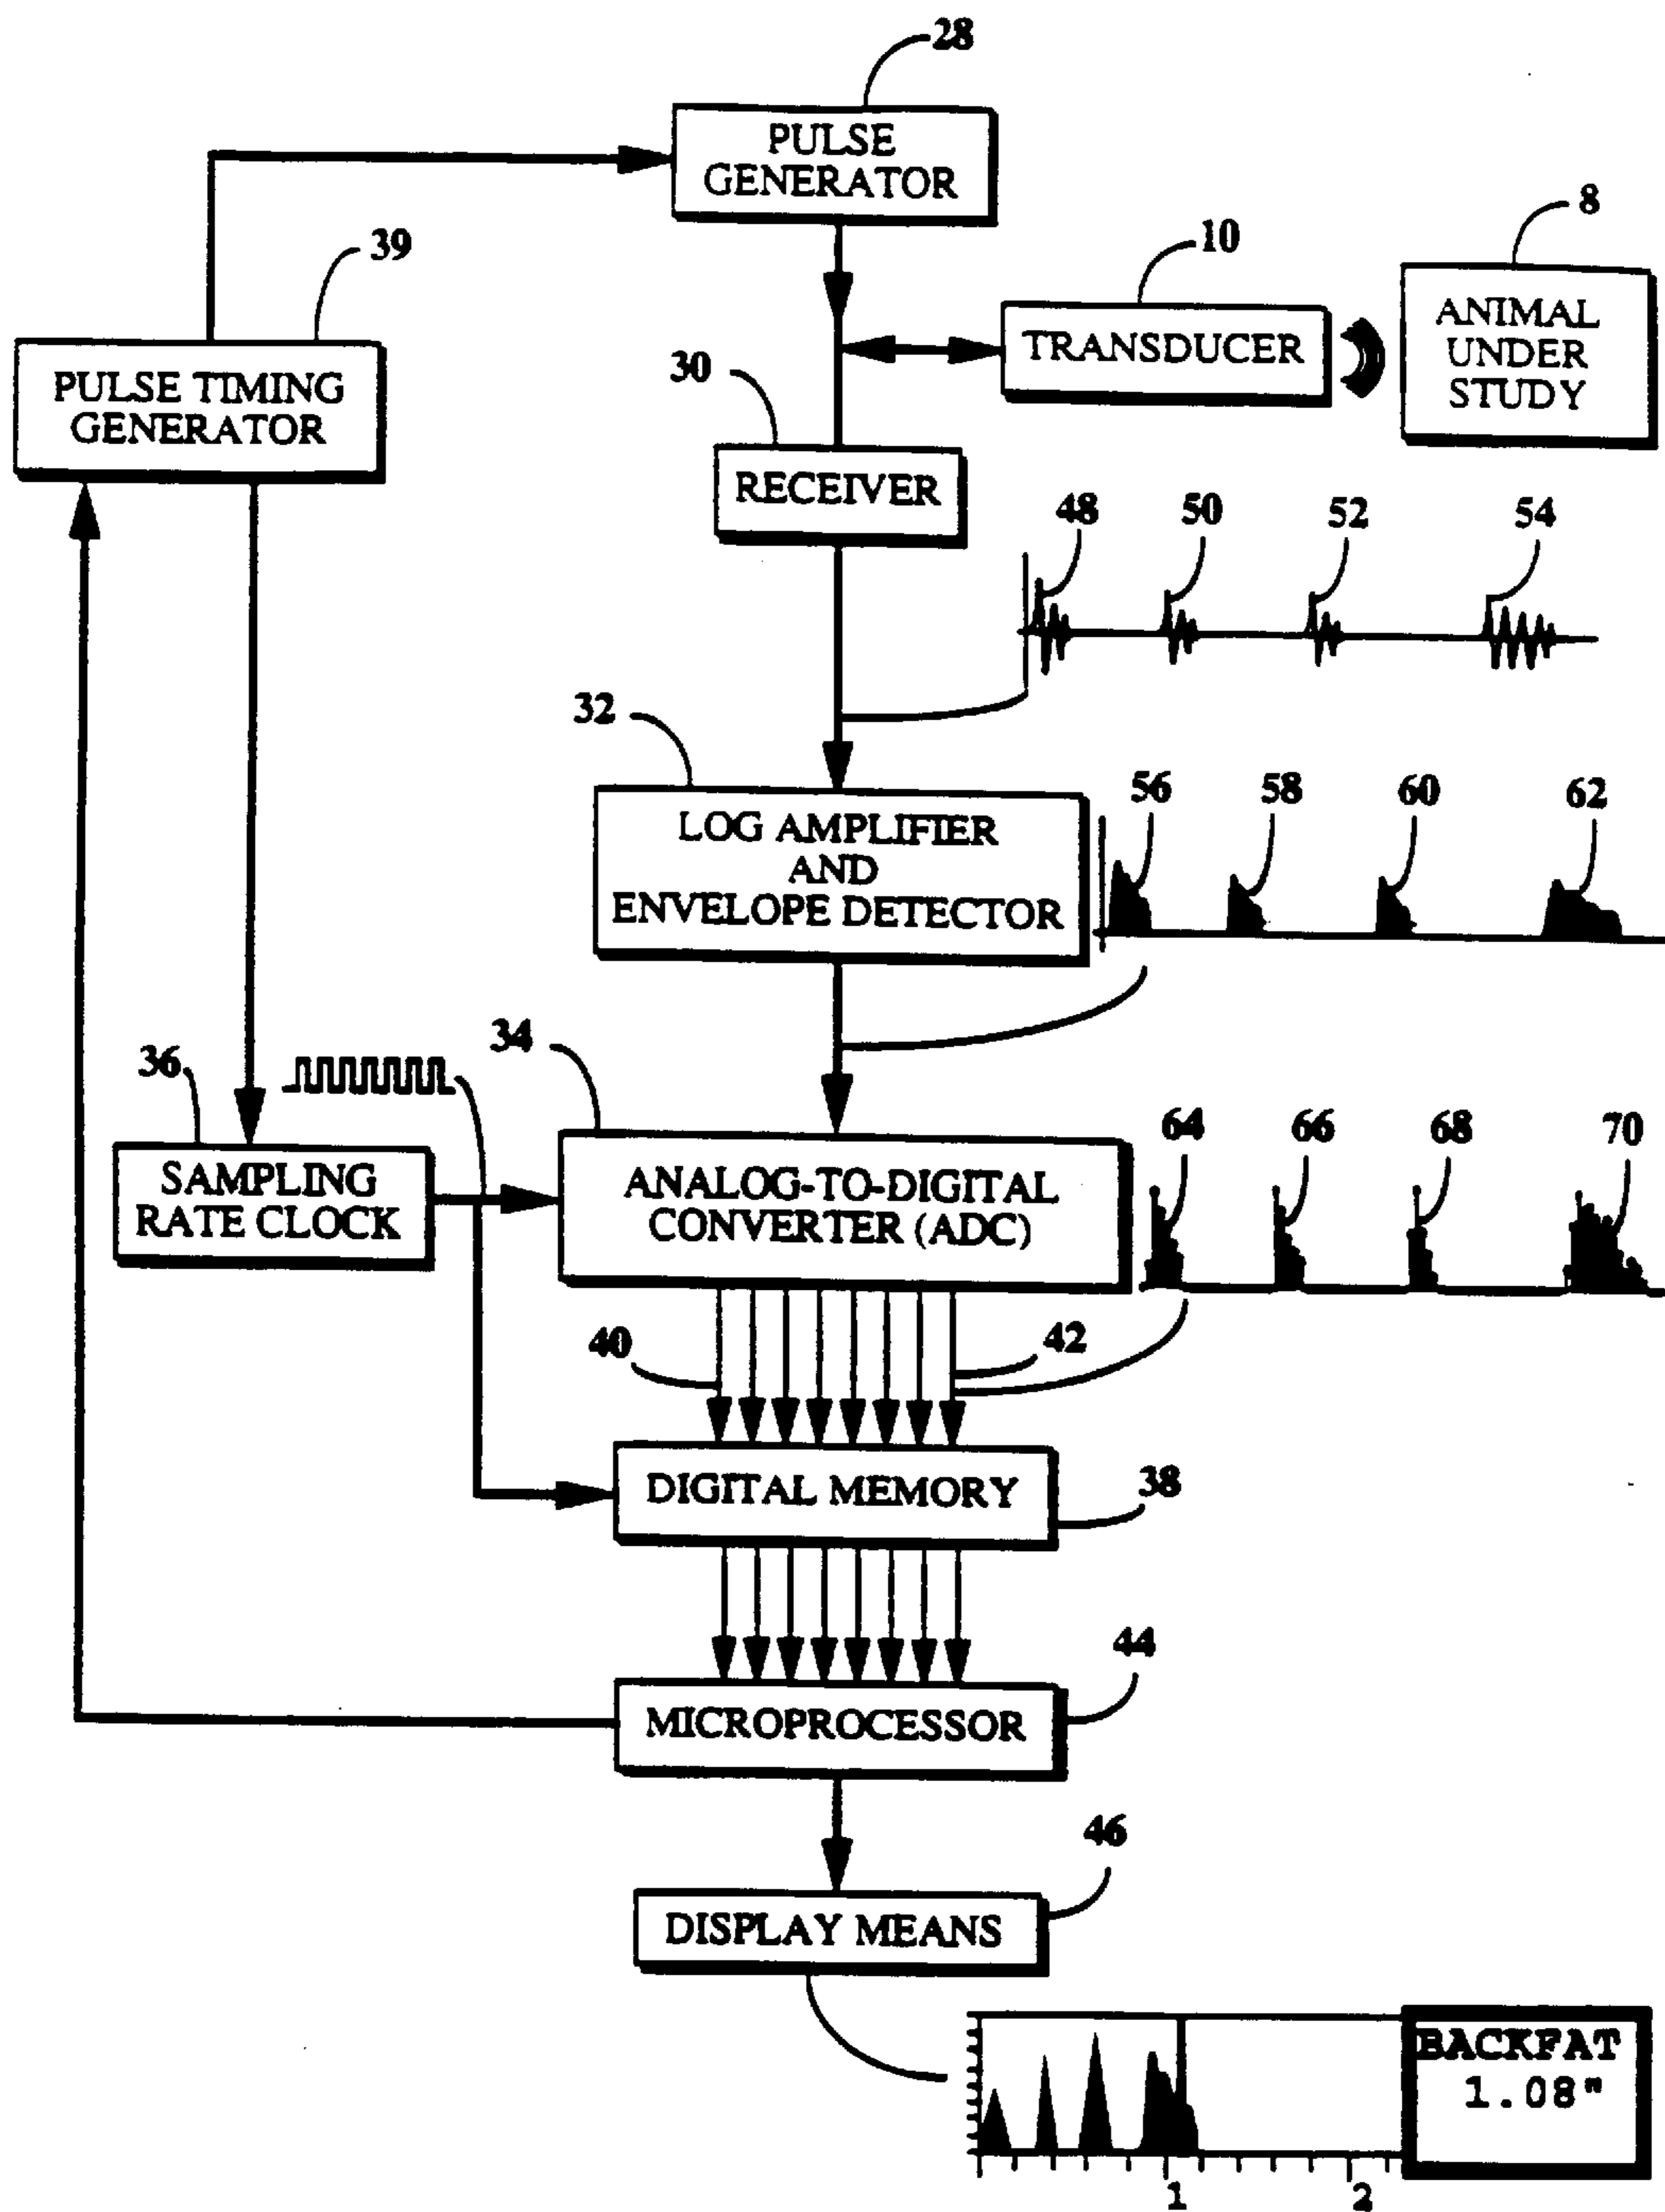 28
PULSE
GENERATOR
39
10
8
PULSE TIMING
GENERATOR
TRANSDUCER
ANIMAL
UNDER
STUDY
30
RECEIVER
48
50
52
54
32
LOG AMPLIFIER
AND
ENVELOPE DETECTOR
56
58
60
62
36
34
SAMPLING
RATE CLOCK
ANALOG-TO-DIGITAL
CONVERTER (ADC)
64
66
68
70
40
42
DIGITAL MEMORY
38
MICROPROCESSOR
44
DISPLAY MEANS
46
BACKFAT
1.08"
1
2